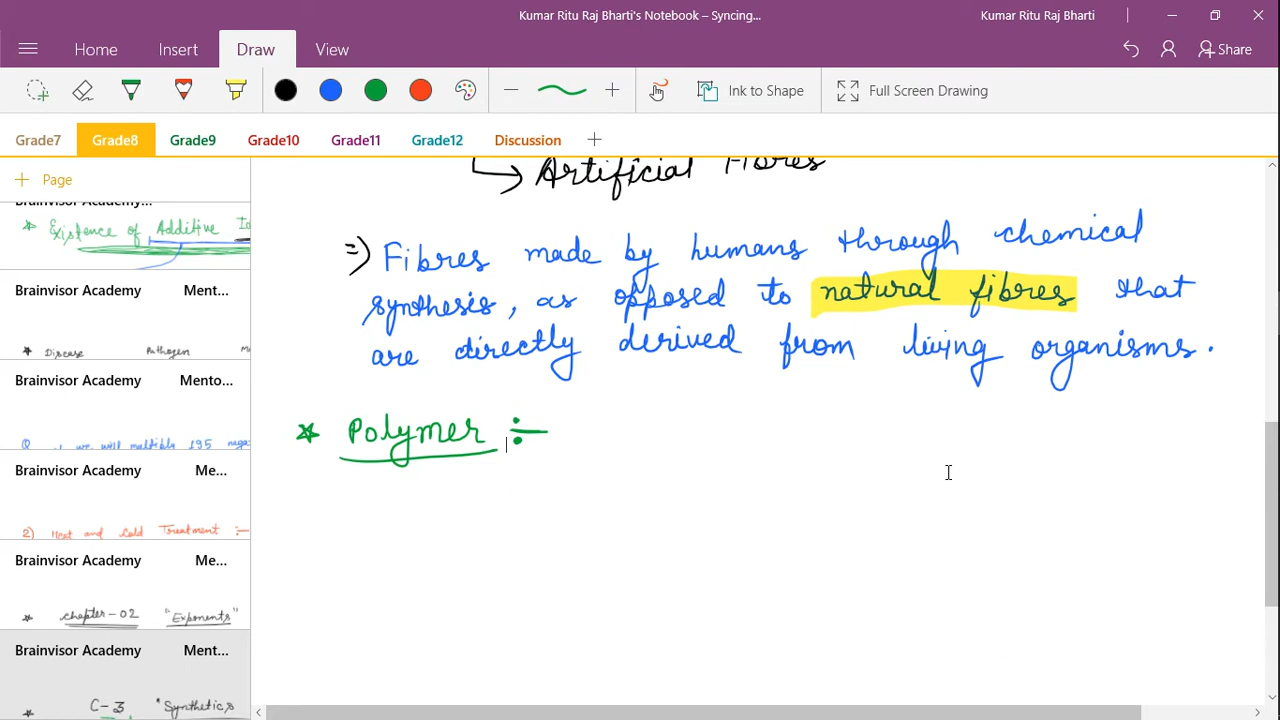 Kumar Ritu Raj Bharti's Notebook – Syncing...
Kumar Ritu Raj Bharti
Home Insert Draw View
Share
Ink to Shape
Full Screen Drawing
Grade7 Grade8 Grade9 Grade10 Grade11 Grade12 Discussion
Page
Brainvisor Academy...
* Existence of Additive
Brainvisor Academy Ment...
* Disease Pathogen
Brainvisor Academy Mento...
Brainvisor Academy Me...
2) Heat and Cold Treatment :-
Brainvisor Academy Me...
* Chapter-02 "Exponents"
Brainvisor Academy Ment...
* C-3 "Synthetics
↳ Artificial Fibres
=) Fibres made by humans through chemical
synthesis, as opposed to natural fibres that
are directly derived from living organisms.
* Polymer :-